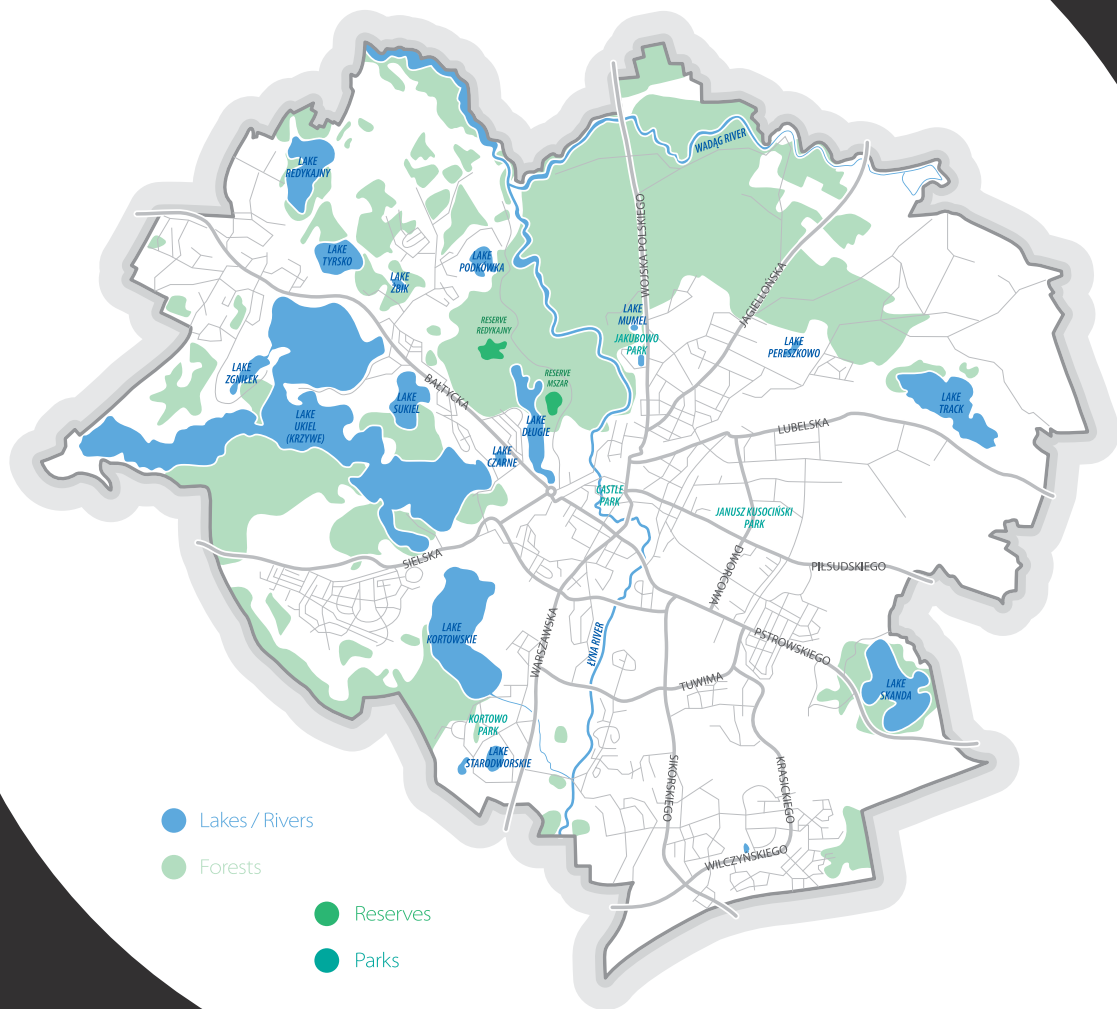 WADĄG RIVER
LAKE
REDYKAJNY
WOJSKA POLSKIEGO
LAKE
TYRSKO
LAKE
PODKÓWKA
LAKE
ŻBIK
JAGIELLOŃSKA
LAKE
MUMEL
JAKUBOWO
PARK
RESERVE
REDYKAJNY
LAKE
PERESZKOWO
LAKE
ZGNIŁEK
BAŁTYCKA
RESERVE
MSZAR
LAKE
SUKIEL
LAKE
TRACK
LAKE
UKIEL
(KRZYWE)
LAKE
DŁUGIE
LUBELSKA
LAKE
CZARNE
CASTLE
PARK
JANUSZ KUSOCIŃSKI
PARK
SIELSKA
PIŁSUDSKIEGO
DWORCOWA
LAKE
KORTOWSKIE
WARSZAWSKA
ŁYNA RIVER
PSTROWSKIEGO
TUWIMA
LAKE
SKANDA
KORTOWO
PARK
LAKE
STARODWORSKIE
SIKORSKIEGO
KRASICKIEGO
WILCZYŃSKIEGO
Lakes / Rivers
Forests
Reserves
Parks